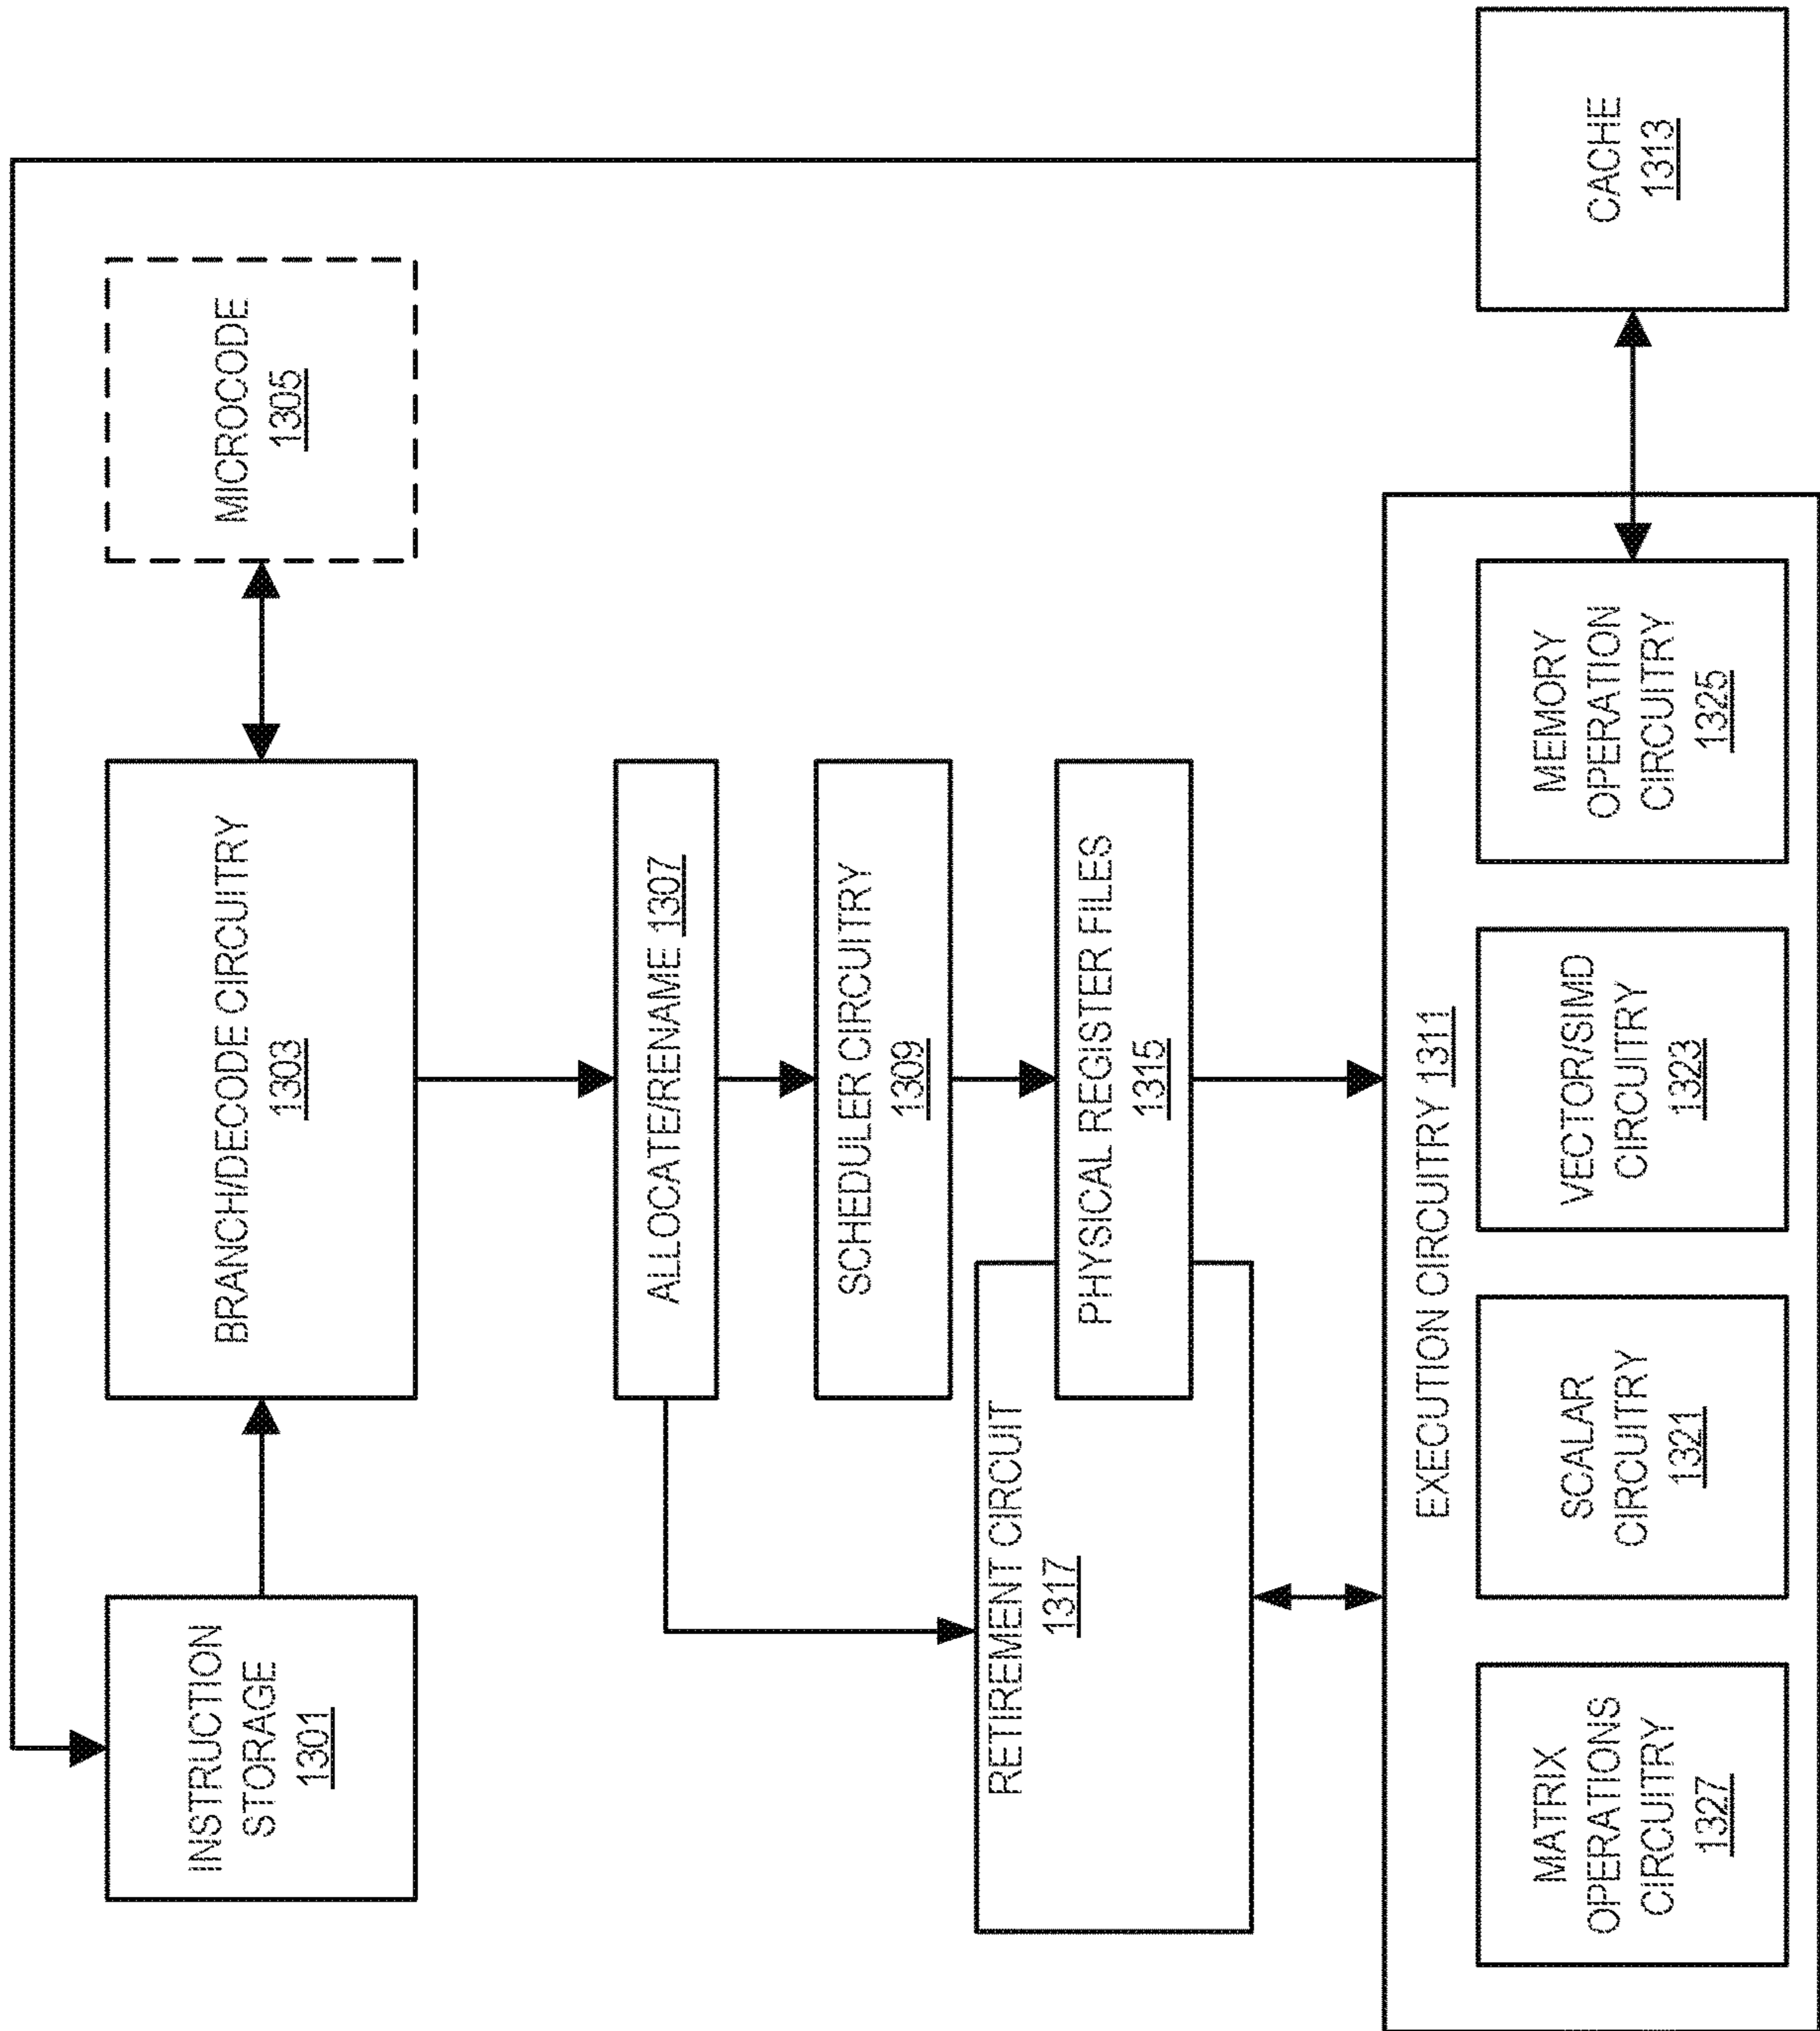 INSTRUCTION
STORAGE
1301
BRANCH/DECODE CIRCUITRY
1303
MICROCODE
1305
ALLOCATE/RENAME 1307
SCHEDULER CIRCUITRY
1309
RETIREMENT CIRCUIT
1317
PHYSICAL REGISTER FILES
1315
EXECUTION CIRCUITRY 1311
MATRIX
OPERATIONS
CIRCUITRY
1327
SCALAR
CIRCUITRY
1321
VECTOR/SIMD
CIRCUITRY
1323
MEMORY
OPERATION
CIRCUITRY
1325
CACHE
1313